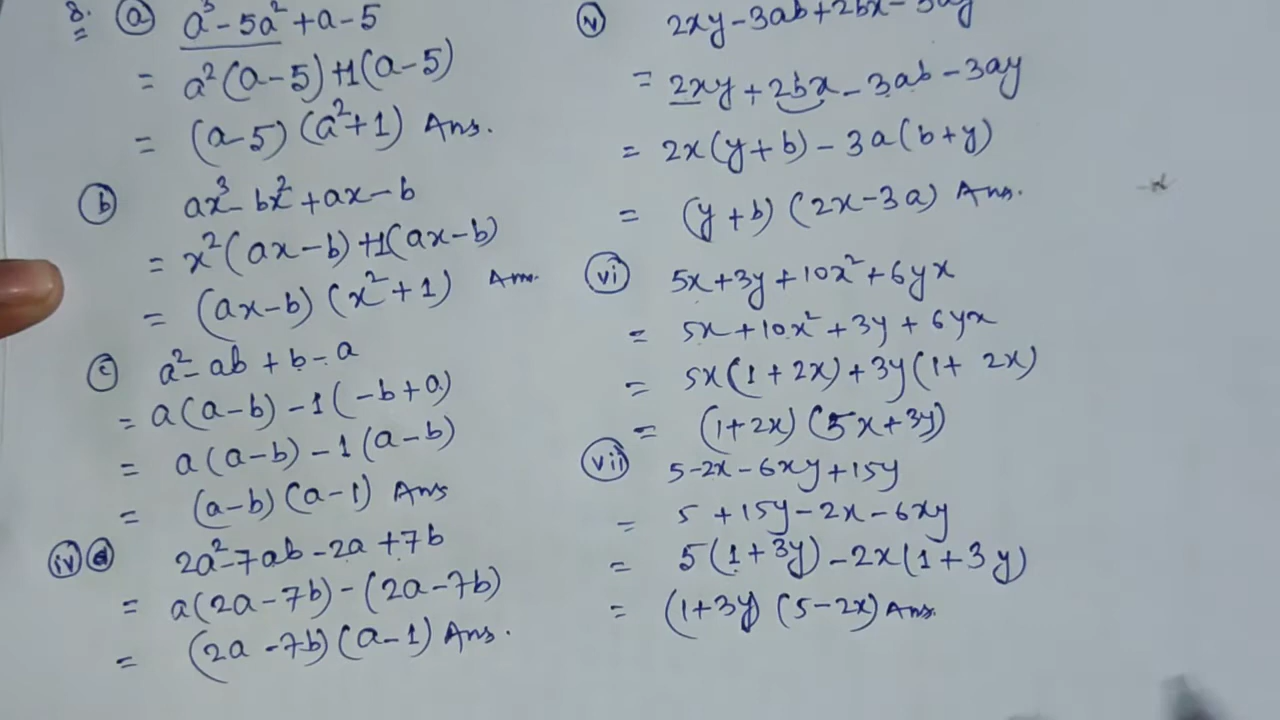 8. (a) a³ - 5a² + a - 5
= a²(a-5)+1(a-5)
= (a-5) (a²+1) Ans.
(b) ax³ - bx² + ax - b
= x²(ax-b)+1(ax-b)
= (ax-b) (x²+1) Ans.
(c) a² - ab + b - a
= a(a-b) - 1(-b+a)
= a(a-b) - 1(a-b)
= (a-b) (a-1) Ans
(iv) (d) 2a² - 7ab - 2a + 7b
= a(2a-7b) - (2a-7b)
= (2a-7b) (a-1) Ans.
(v) 2xy - 3ab + 2bx - 3ay
= 2xy + 2bx - 3ab - 3ay
= 2x(y+b) - 3a(b+y)
= (y+b) (2x-3a) Ans.
(vi) 5x + 3y + 10x² + 6yx
= 5x + 10x² + 3y + 6yx
= 5x(1+2x) + 3y(1+2x)
= (1+2x) (5x+3y)
(vii) 5 - 2x - 6xy + 15y
= 5 + 15y - 2x - 6xy
= 5(1+3y) - 2x(1+3y)
= (1+3y) (5-2x) Ans.